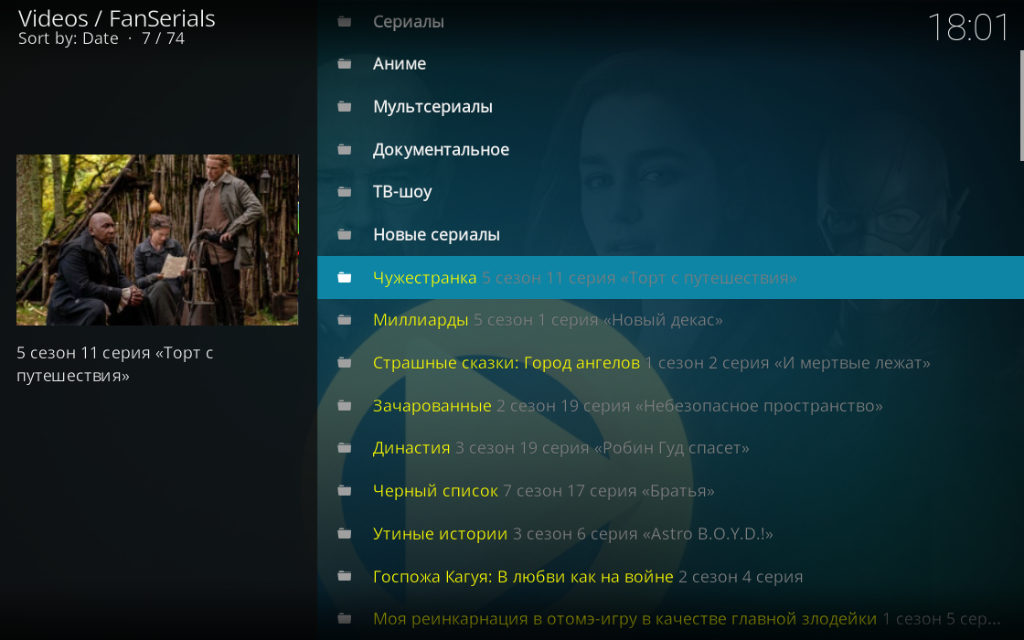 Videos / FanSerials
Sort by: Date · 7 / 74
18:01
5 сезон 11 серия «Торт с
путешествия»
Сериалы
Аниме
Мультсериалы
Документальное
ТВ-шоу
Новые сериалы
Чужестранка 5 сезон 11 серия «Торт с путешествия»
Миллиарды 5 сезон 1 серия «Новый декас»
Страшные сказки: Город ангелов 1 сезон 2 серия «И мертвые лежат»
Зачарованные 2 сезон 19 серия «Небезопасное пространство»
Династия 3 сезон 19 серия «Робин Гуд спасет»
Черный список 7 сезон 17 серия «Братья»
Утиные истории 3 сезон 6 серия «Astro B.O.Y.D.!»
Госпожа Кагуя: В любви как на войне 2 сезон 4 серия
Моя реинкарнация в отомэ-игру в качестве главной злодейки 1 сезон 5 сер...